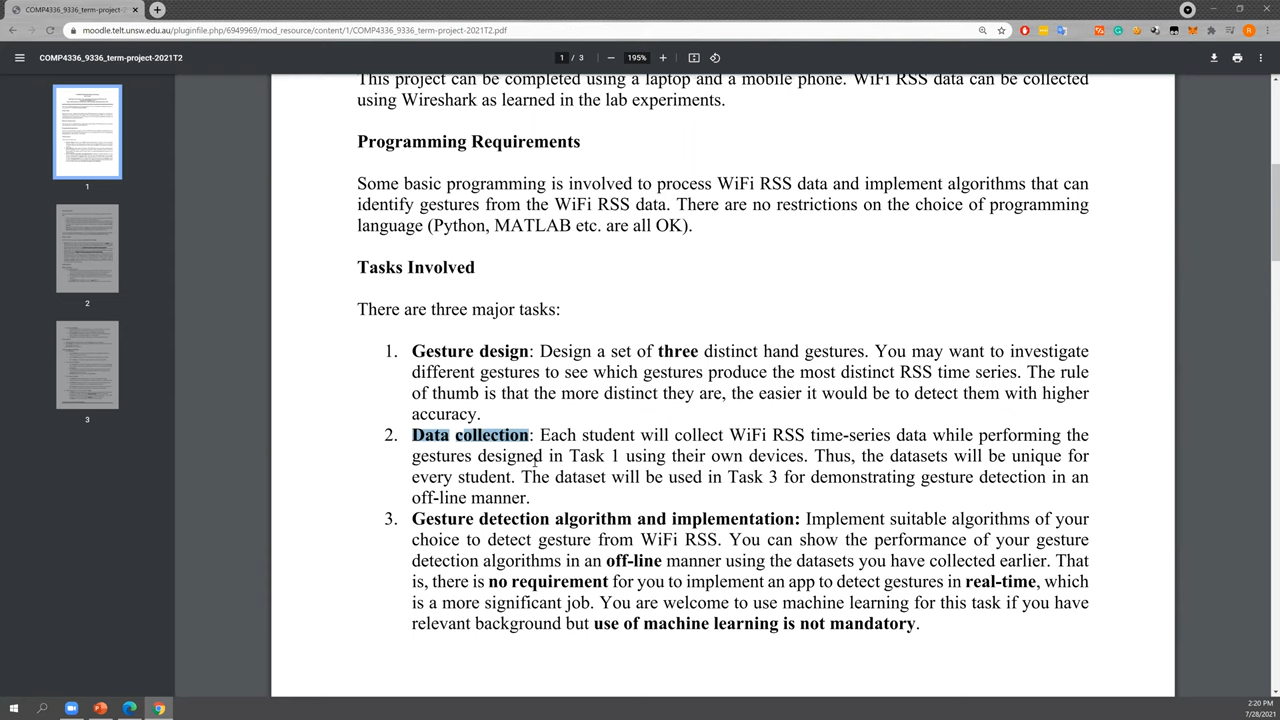 COMP4336_9336_term-project-20
moodle.telt.unsw.edu.au/pluginfile.php/6949969/mod_resource/content/1/COMP4336_9336_term-project-2021T2.pdf
COMP4336_9336_term-project-2021T2
1 / 3
195%
This project can be completed using a laptop and a mobile phone. WiFi RSS data can be collected
using Wireshark as learned in the lab experiments.
Programming Requirements
Some basic programming is involved to process WiFi RSS data and implement algorithms that can
identify gestures from the WiFi RSS data. There are no restrictions on the choice of programming
language (Python, MATLAB etc. are all OK).
Tasks Involved
There are three major tasks:
1. Gesture design: Design a set of three distinct hand gestures. You may want to investigate
different gestures to see which gestures produce the most distinct RSS time series. The rule
of thumb is that the more distinct they are, the easier it would be to detect them with higher
accuracy.
2. Data collection: Each student will collect WiFi RSS time-series data while performing the
gestures designed in Task 1 using their own devices. Thus, the datasets will be unique for
every student. The dataset will be used in Task 3 for demonstrating gesture detection in an
off-line manner.
3. Gesture detection algorithm and implementation: Implement suitable algorithms of your
choice to detect gesture from WiFi RSS. You can show the performance of your gesture
detection algorithms in an off-line manner using the datasets you have collected earlier. That
is, there is no requirement for you to implement an app to detect gestures in real-time, which
is a more significant job. You are welcome to use machine learning for this task if you have
relevant background but use of machine learning is not mandatory.
1
2
3
2:20 PM
7/28/2021